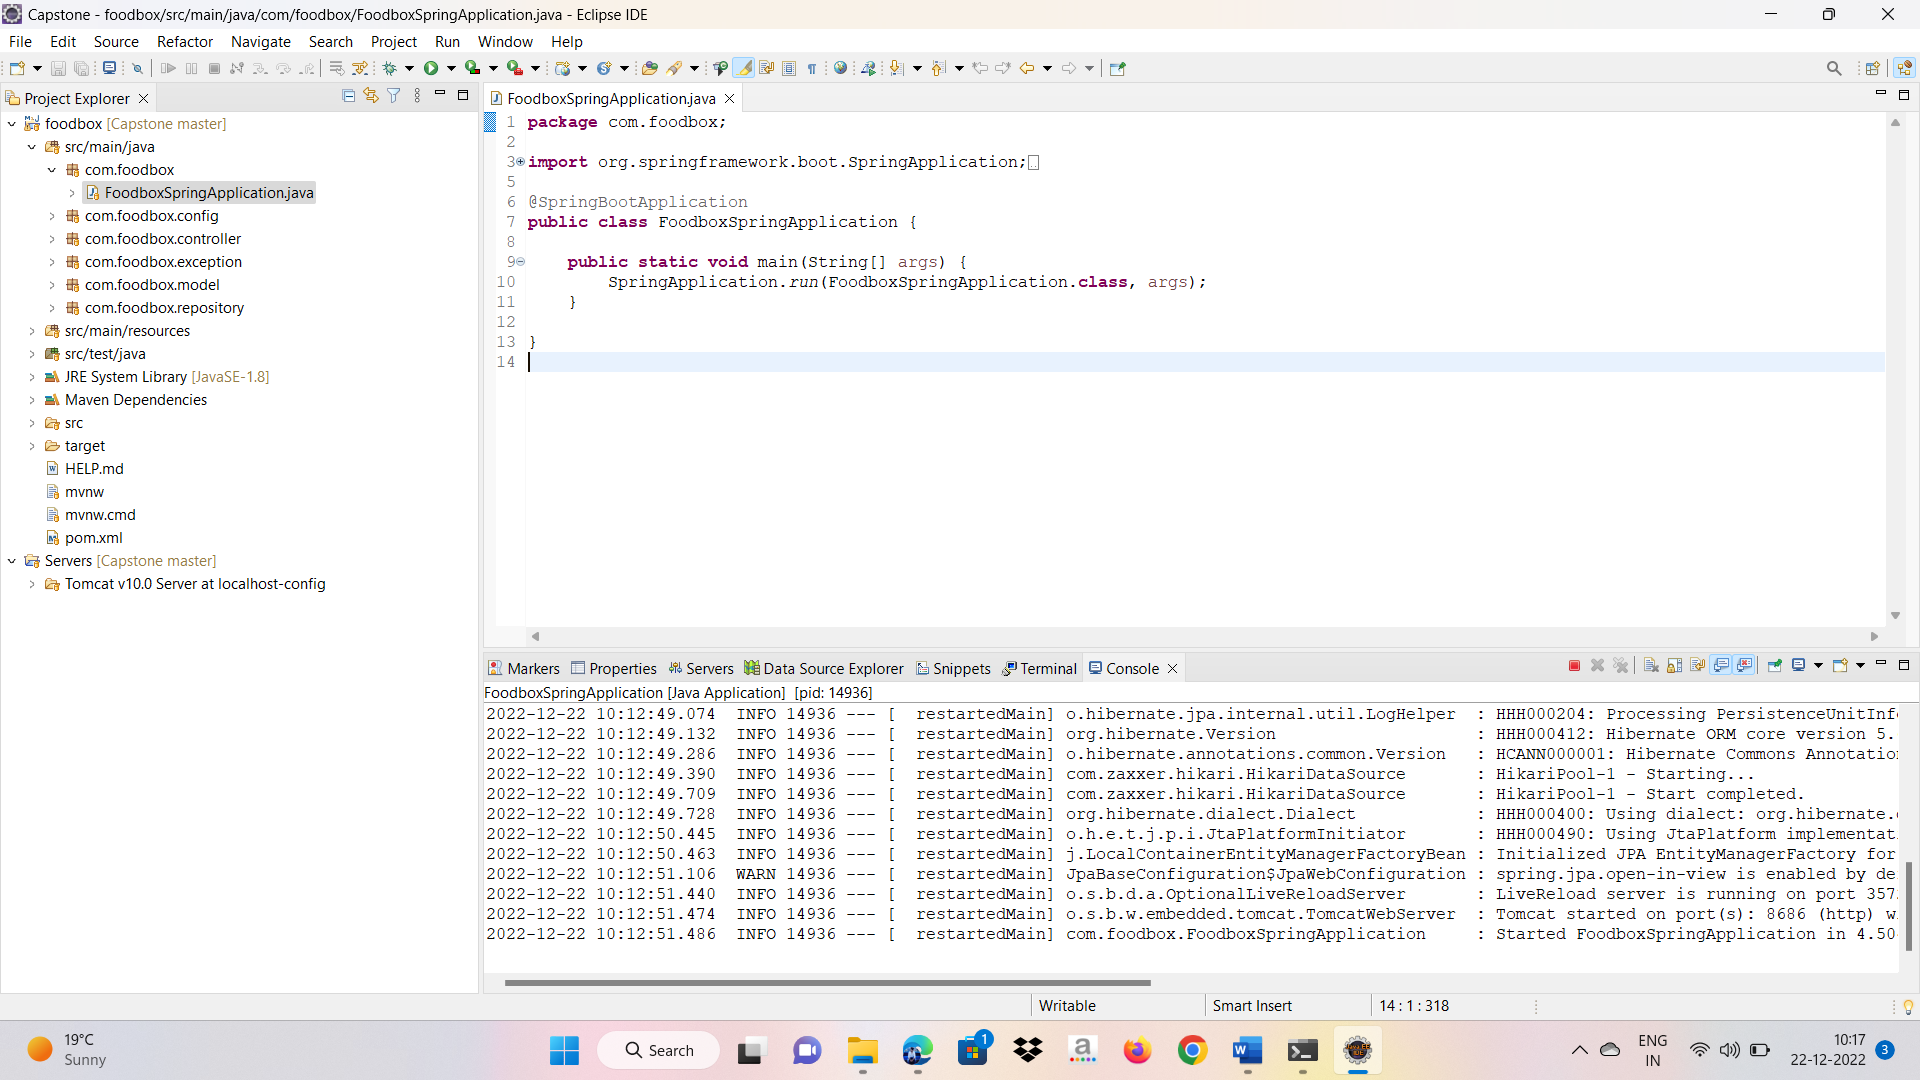 Capstone - foodbox/src/main/java/com/foodbox/FoodboxSpringApplication.java - Eclipse IDE
File Edit Source Refactor Navigate Search Project Run Window Help
Project Explorer
foodbox [Capstone master]
src/main/java
com.foodbox
FoodboxSpringApplication.java
com.foodbox.config
com.foodbox.controller
com.foodbox.exception
com.foodbox.model
com.foodbox.repository
src/main/resources
src/test/java
JRE System Library [JavaSE-1.8]
Maven Dependencies
src
target
HELP.md
mvnw
mvnw.cmd
pom.xml
Servers [Capstone master]
Tomcat v10.0 Server at localhost-config
FoodboxSpringApplication.java
1 package com.foodbox;
2
3 import org.springframework.boot.SpringApplication;
5
6 @SpringBootApplication
7 public class FoodboxSpringApplication {
8
9 public static void main(String[] args) {
10 SpringApplication.run(FoodboxSpringApplication.class, args);
11 }
12
13 }
14
Markers Properties Servers Data Source Explorer Snippets Terminal Console
FoodboxSpringApplication [Java Application] [pid: 14936]
2022-12-22 10:12:49.074 INFO 14936 --- [ restartedMain] o.hibernate.jpa.internal.util.LogHelper : HHH000204: Processing PersistenceUnitInf
2022-12-22 10:12:49.132 INFO 14936 --- [ restartedMain] org.hibernate.Version : HHH000412: Hibernate ORM core version 5.
2022-12-22 10:12:49.286 INFO 14936 --- [ restartedMain] o.hibernate.annotations.common.Version : HCANN000001: Hibernate Commons Annotatio
2022-12-22 10:12:49.390 INFO 14936 --- [ restartedMain] com.zaxxer.hikari.HikariDataSource : HikariPool-1 - Starting...
2022-12-22 10:12:49.709 INFO 14936 --- [ restartedMain] com.zaxxer.hikari.HikariDataSource : HikariPool-1 - Start completed.
2022-12-22 10:12:49.728 INFO 14936 --- [ restartedMain] org.hibernate.dialect.Dialect : HHH000400: Using dialect: org.hibernate.
2022-12-22 10:12:50.445 INFO 14936 --- [ restartedMain] o.h.e.t.j.p.i.JtaPlatformInitiator : HHH000490: Using JtaPlatform implementat
2022-12-22 10:12:50.463 INFO 14936 --- [ restartedMain] j.LocalContainerEntityManagerFactoryBean : Initialized JPA EntityManagerFactory for
2022-12-22 10:12:51.106 WARN 14936 --- [ restartedMain] JpaBaseConfiguration$JpaWebConfiguration : spring.jpa.open-in-view is enabled by de
2022-12-22 10:12:51.440 INFO 14936 --- [ restartedMain] o.s.b.d.a.OptionalLiveReloadServer : LiveReload server is running on port 357
2022-12-22 10:12:51.474 INFO 14936 --- [ restartedMain] o.s.b.w.embedded.tomcat.TomcatWebServer : Tomcat started on port(s): 8686 (http) w
2022-12-22 10:12:51.486 INFO 14936 --- [ restartedMain] com.foodbox.FoodboxSpringApplication : Started FoodboxSpringApplication in 4.50
Writable Smart Insert 14 : 1 : 318
19°C
Sunny
Search
1
ENG
IN
10:17
22-12-2022
3